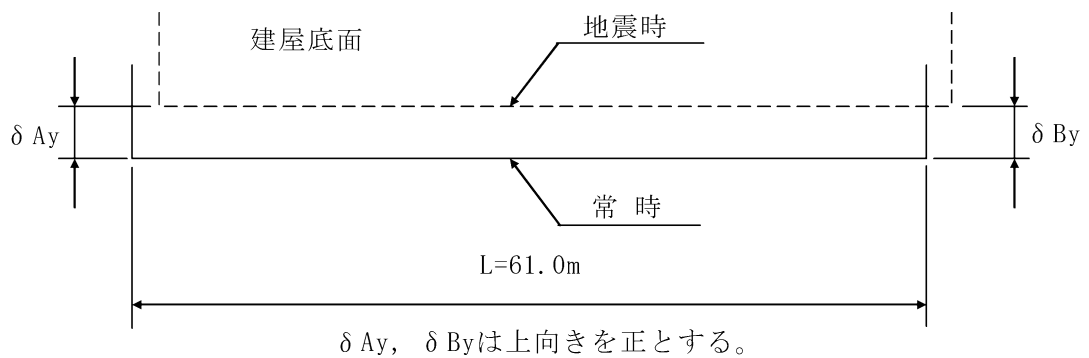 地震時
建屋底面
δAy
δBy
常 時
L=61.0m
δAy, δByは上向きを正とする。